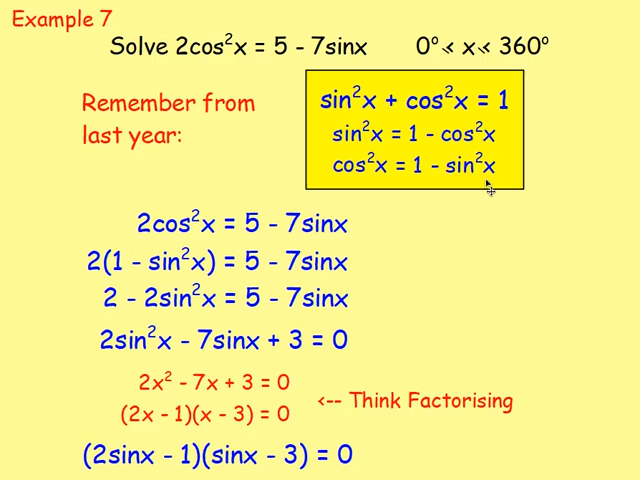 Example 7
Solve 2cos²x = 5 - 7sinx 0° < x < 360°
Remember from
last year:
sin²x + cos²x = 1
sin²x = 1 - cos²x
cos²x = 1 - sin²x
2cos²x = 5 - 7sinx
2(1 - sin²x) = 5 - 7sinx
2 - 2sin²x = 5 - 7sinx
2sin²x - 7sinx + 3 = 0
2x² - 7x + 3 = 0
(2x - 1)(x - 3) = 0
<-- Think Factorising
(2sinx - 1)(sinx - 3) = 0